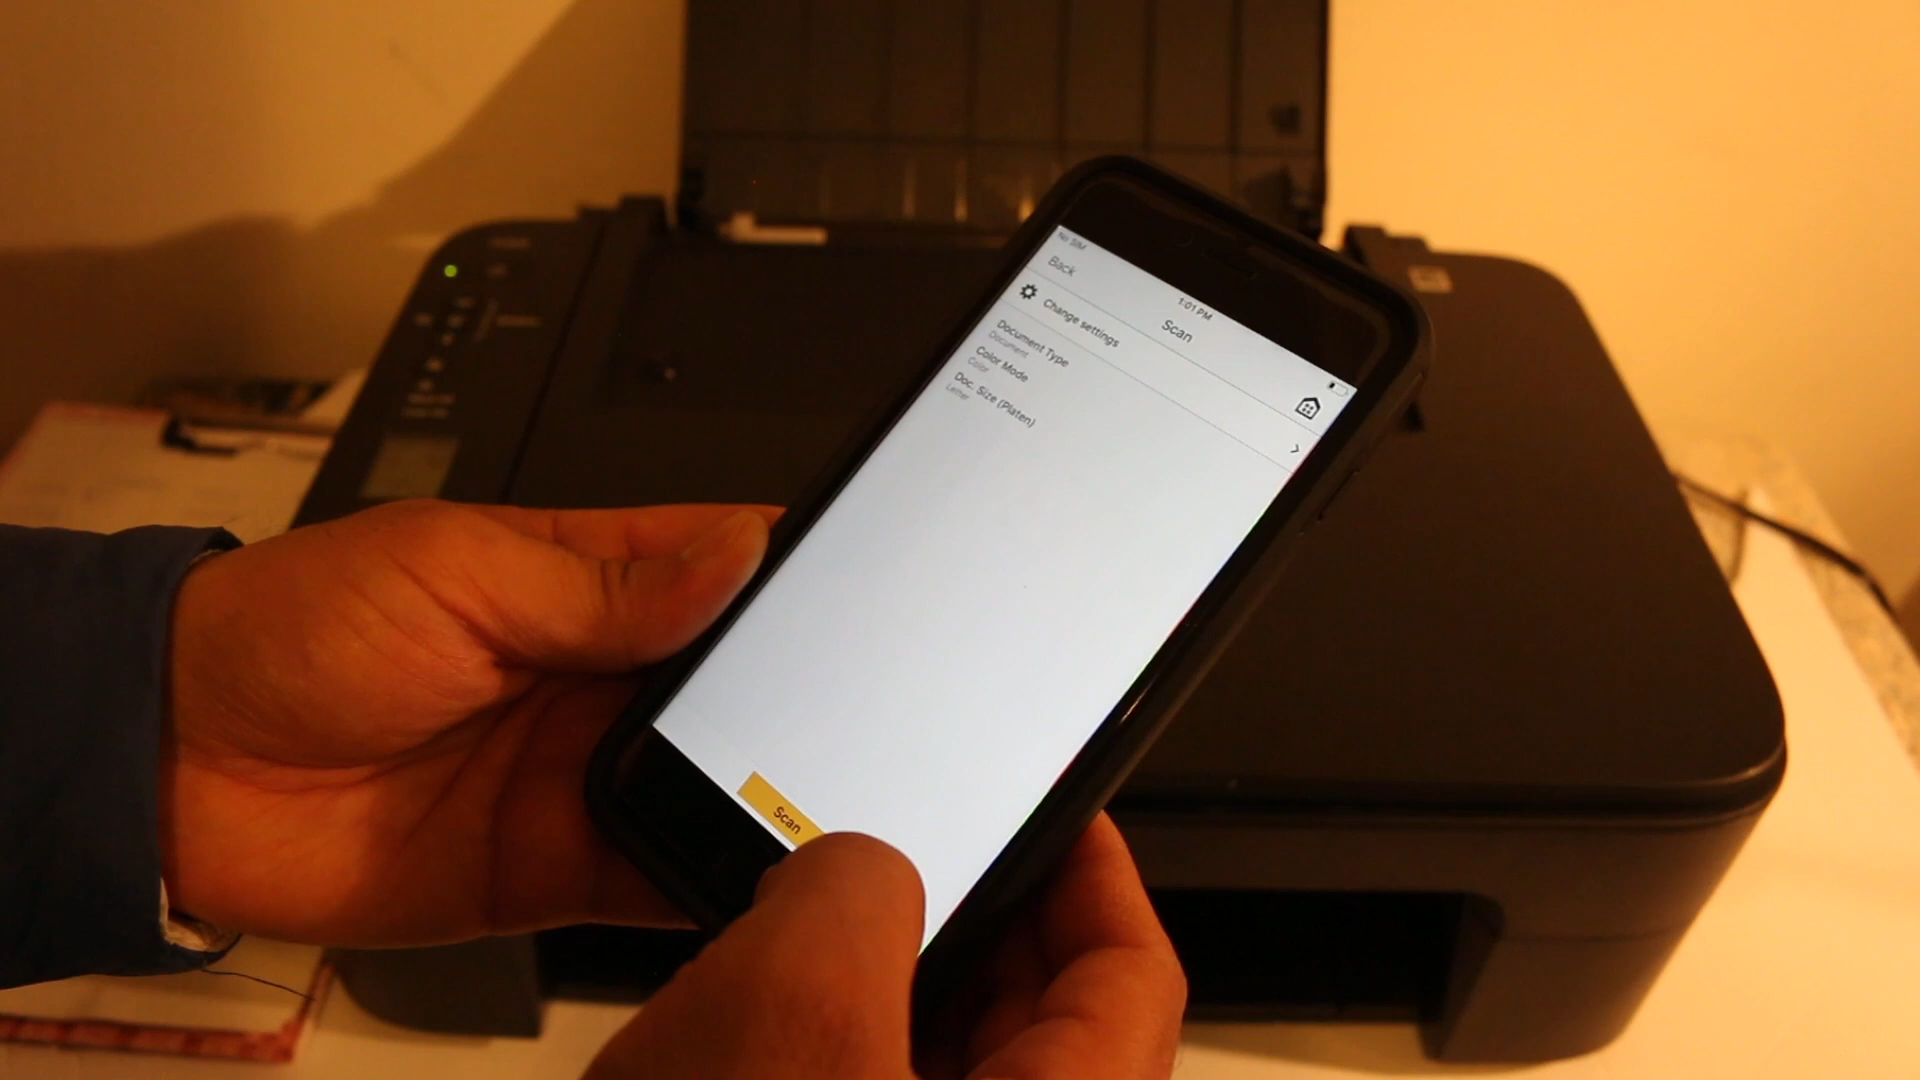 No SIM
1:01 PM
Back
Scan
Change settings
Document Type
Document
Color Mode
Color
Doc. Size (Platen)
Letter
Scan